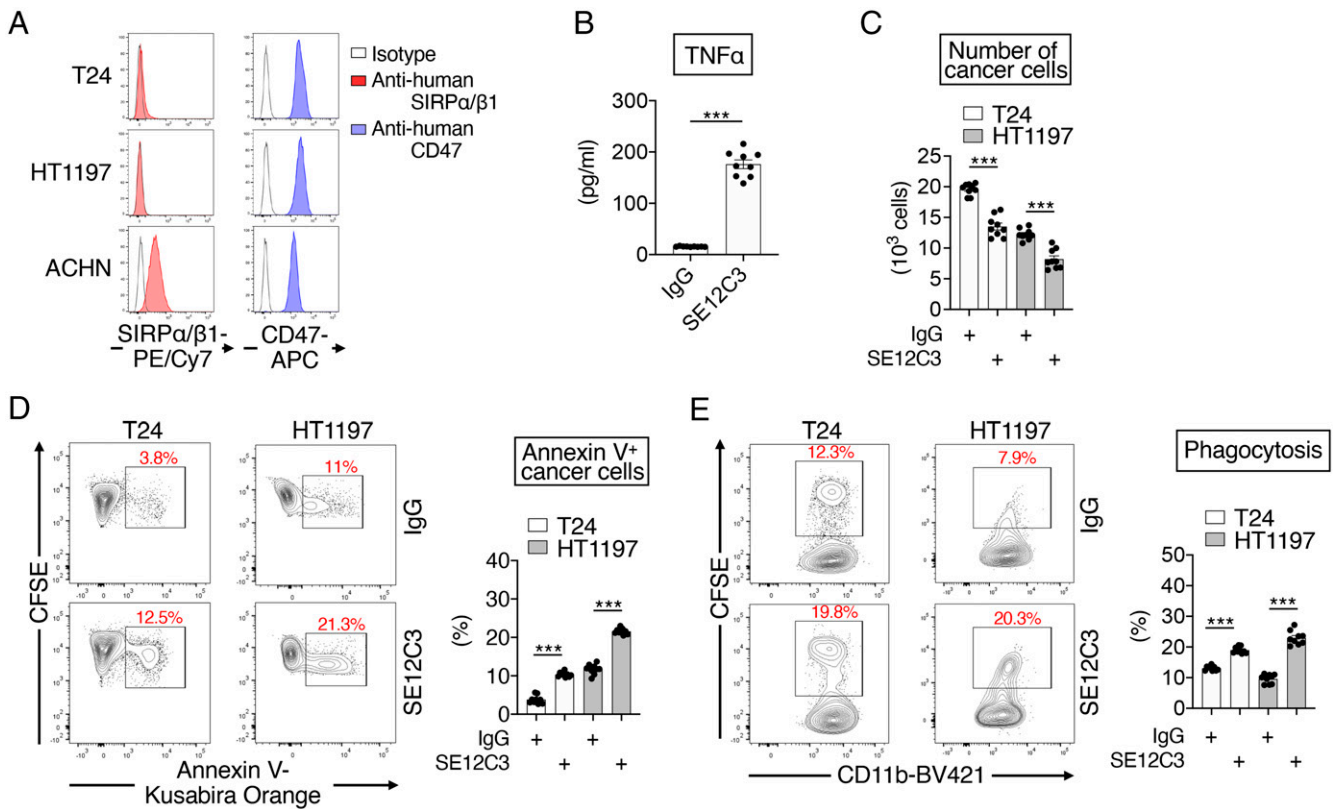 A
T24
HT1197
ACHN
Isotype
Anti-human
SIRPα/β1
Anti-human
CD47
SIRPα/β1-
PE/Cy7
CD47-
APC
B
TNFα
300
200
100
0
(pg/ml)
***
IgG
SE12C3
C
Number of
cancer cells
T24
HT1197
25
20
15
10
5
0
(10³ cells)
***
***
IgG + +
SE12C3 + +
D
T24
HT1197
3.8%
11%
IgG
12.5%
21.3%
SE12C3
CFSE
Annexin V-
Kusabira Orange
Annexin V⁺
cancer cells
T24
HT1197
40
30
20
10
0
(%)
***
***
IgG + +
SE12C3 + +
E
T24
HT1197
12.3%
7.9%
IgG
19.8%
20.3%
SE12C3
CFSE
CD11b-BV421
Phagocytosis
T24
HT1197
50
40
30
20
10
0
(%)
***
***
IgG + +
SE12C3 + +